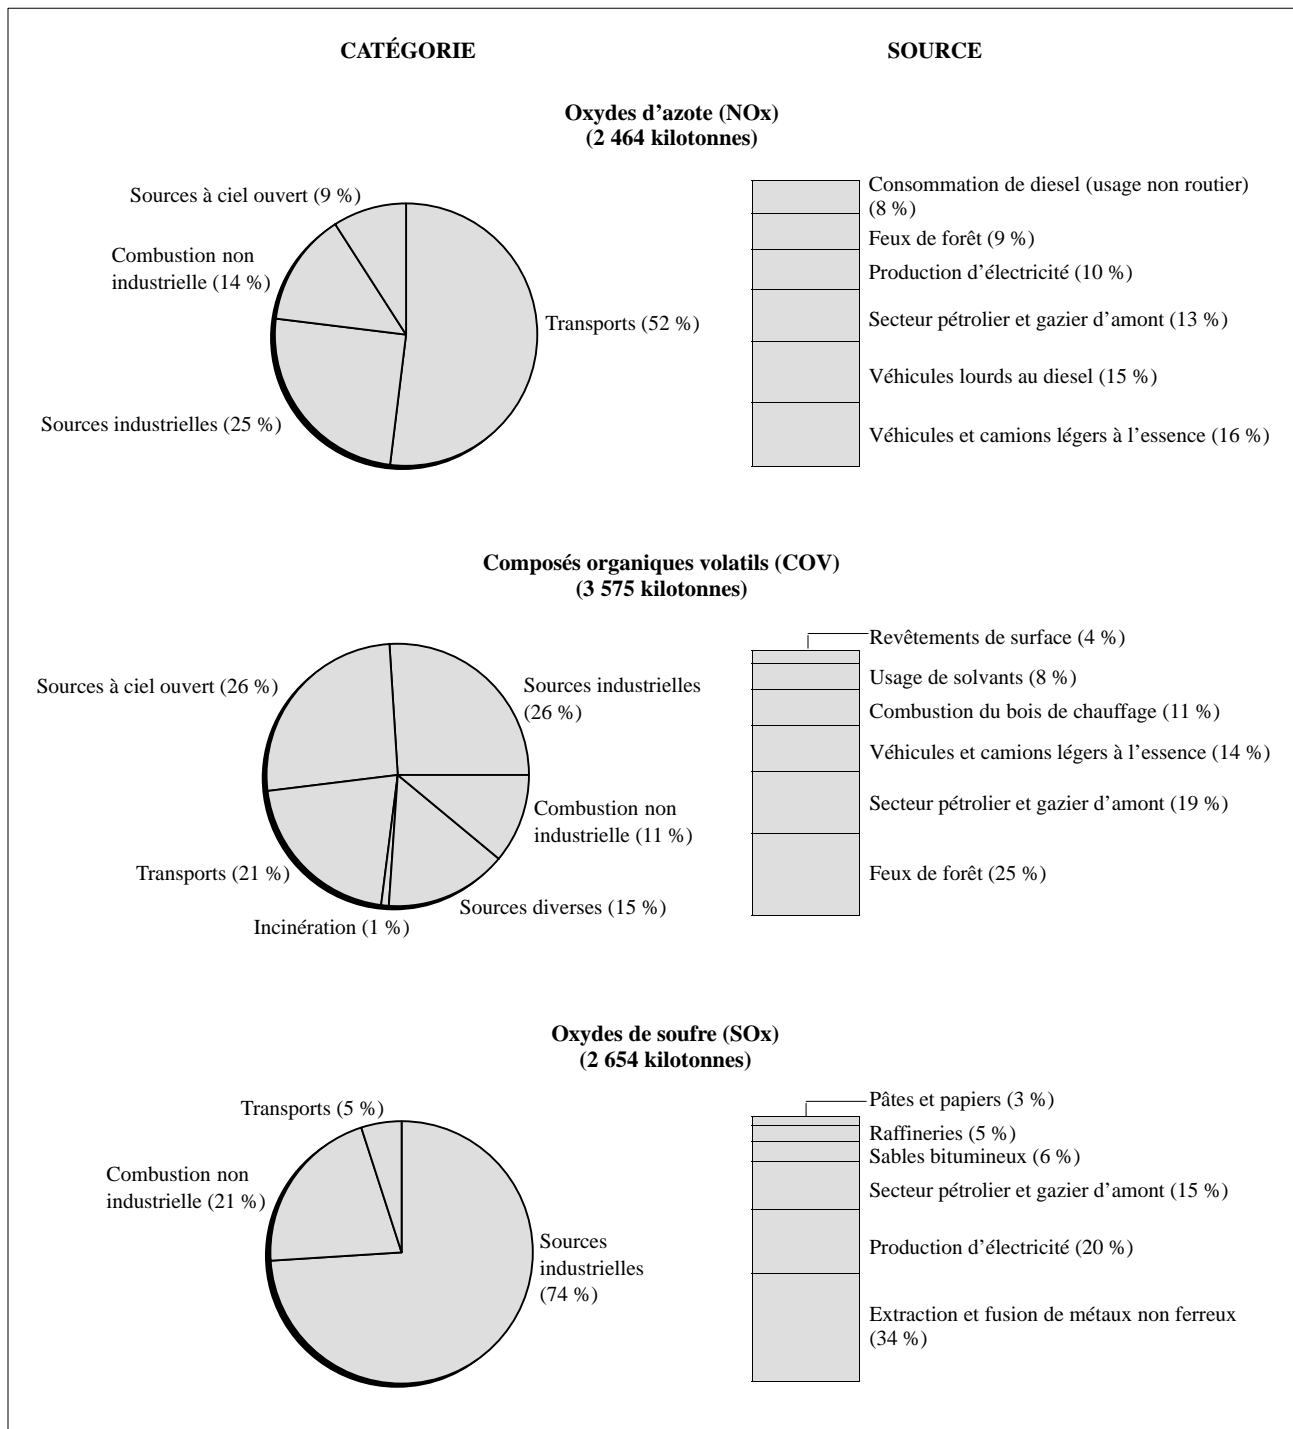 CATÉGORIE
SOURCE
Oxydes d’azote (NOx)
(2 464 kilotonnes)
Sources à ciel ouvert (9 %)
Combustion non
industrielle (14 %)
Sources industrielles (25 %)
Transports (52 %)
Consommation de diesel (usage non routier)
(8 %)
Feux de forêt (9 %)
Production d’électricité (10 %)
Secteur pétrolier et gazier d’amont (13 %)
Véhicules lourds au diesel (15 %)
Véhicules et camions légers à l’essence (16 %)
Composés organiques volatils (COV)
(3 575 kilotonnes)
Sources à ciel ouvert (26 %)
Sources industrielles
(26 %)
Combustion non
industrielle (11 %)
Transports (21 %)
Sources diverses (15 %)
Incinération (1 %)
Revêtements de surface (4 %)
Usage de solvants (8 %)
Combustion du bois de chauffage (11 %)
Véhicules et camions légers à l’essence (14 %)
Secteur pétrolier et gazier d’amont (19 %)
Feux de forêt (25 %)
Oxydes de soufre (SOx)
(2 654 kilotonnes)
Transports (5 %)
Combustion non
industrielle (21 %)
Sources
industrielles
(74 %)
Pâtes et papiers (3 %)
Raffineries (5 %)
Sables bitumineux (6 %)
Secteur pétrolier et gazier d’amont (15 %)
Production d’électricité (20 %)
Extraction et fusion de métaux non ferreux
(34 %)